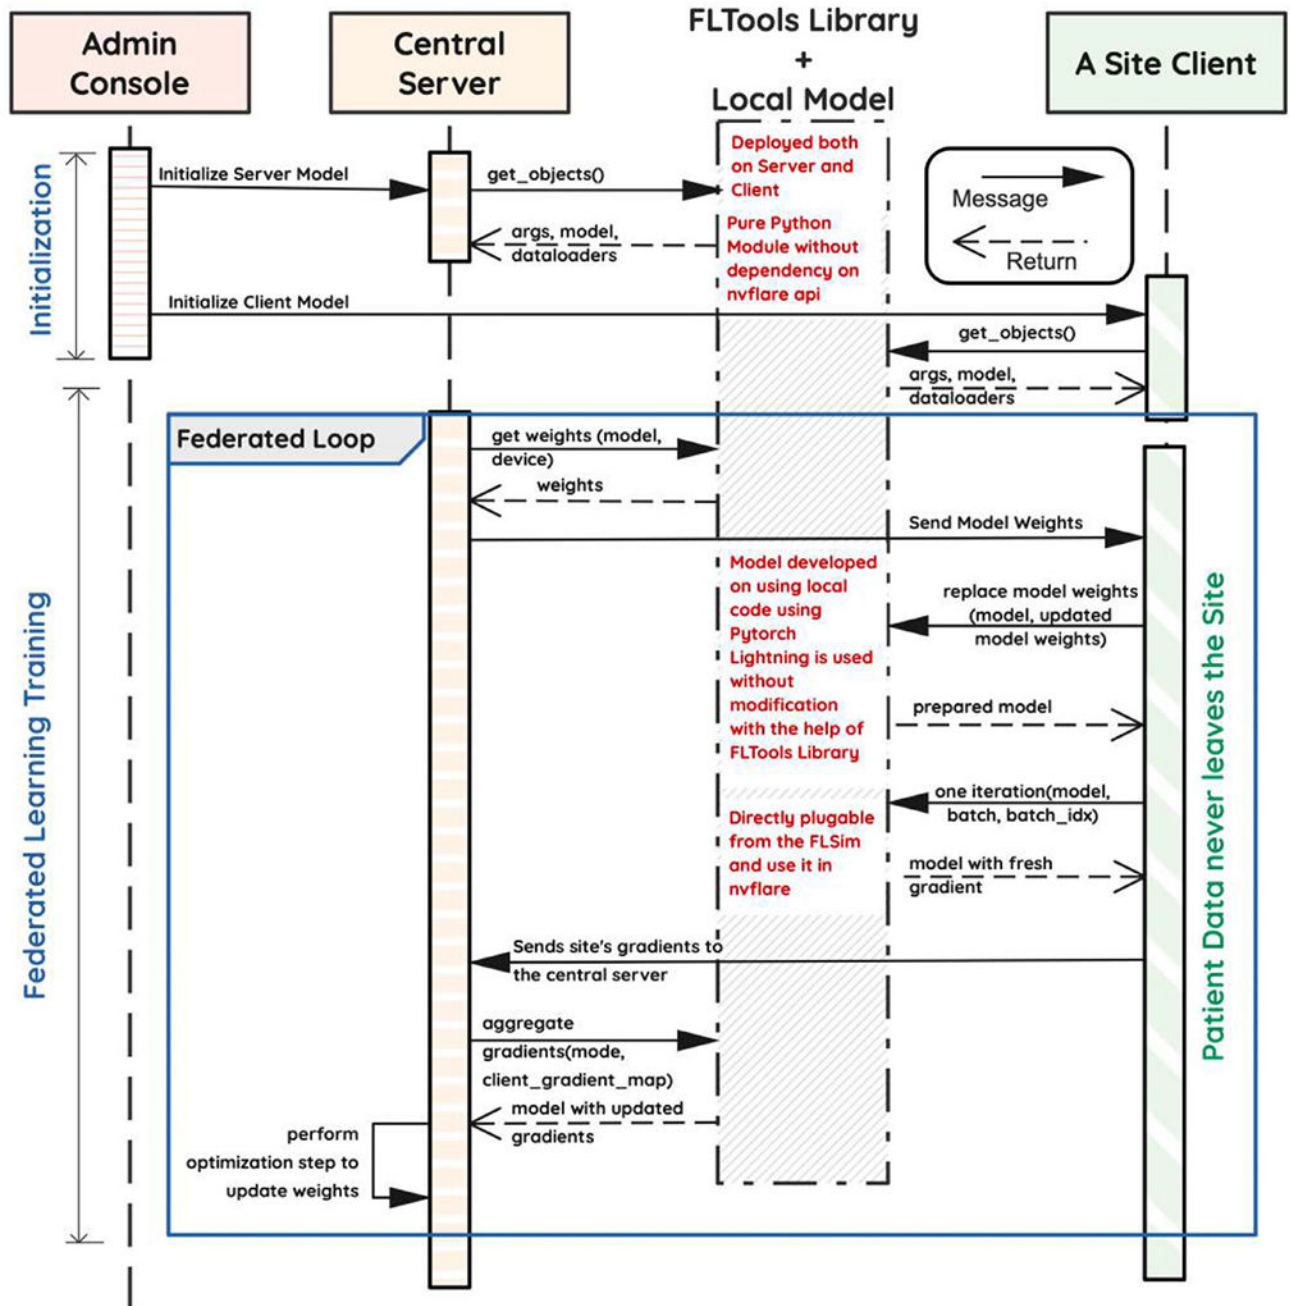 Admin
Console
Central
Server
FLTools Library
+
Local Model
A Site Client
Initialization
Initialize Server Model
get_objects()
args, model,
dataloaders
Deployed both
on Server and
Client
Pure Python
Module without
dependency on
nvflare api
Message
Return
Initialize Client Model
get_objects()
args, model,
dataloaders
Federated Learning Training
Federated Loop
get weights (model,
device)
weights
Send Model Weights
Model developed
on using local
code using
Pytorch
Lightning is used
without
modification
with the help of
FLTools Library
replace model weights
(model, updated
model weights)
prepared model
one iteration(model,
batch, batch_idx)
Directly plugable
from the FLSim
and use it in
nvflare
model with fresh
gradient
Patient Data never leaves the Site
Sends site's gradients to
the central server
aggregate
gradients(mode,
client_gradient_map)
model with updated
gradients
perform
optimization step to
update weights